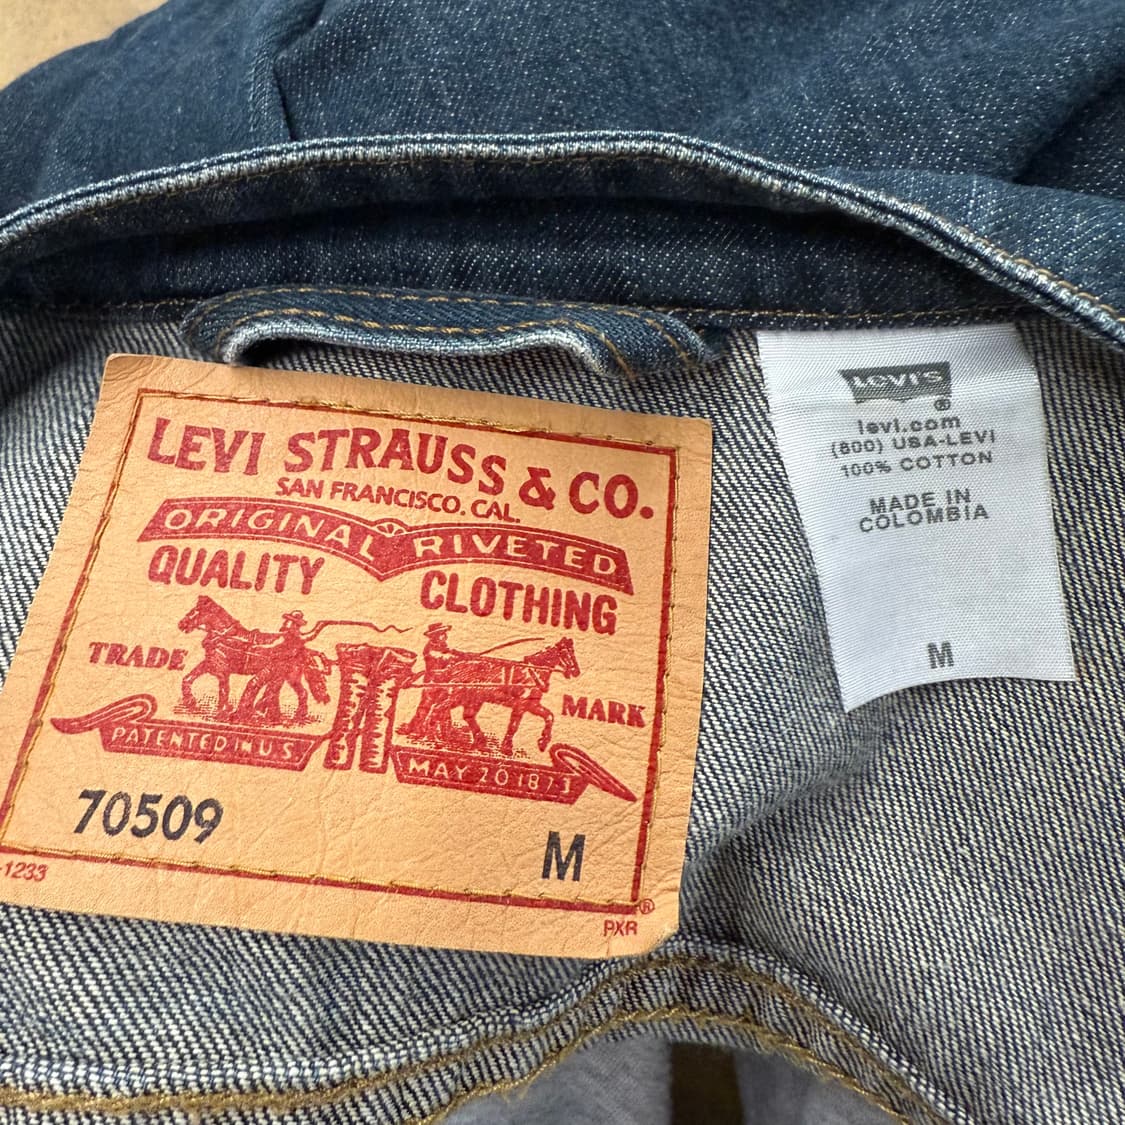 LEVI STRAUSS & CO.
SAN FRANCISCO. CAL.
ORIGINAL RIVETED
QUALITY CLOTHING
TRADE MARK
PATENTED IN U.S.
MAY 20 1873
70509 M
-1233
®
PXR
LEVI'S
®
levi.com
(800) USA-LEVI
100% COTTON
MADE IN
COLOMBIA
M